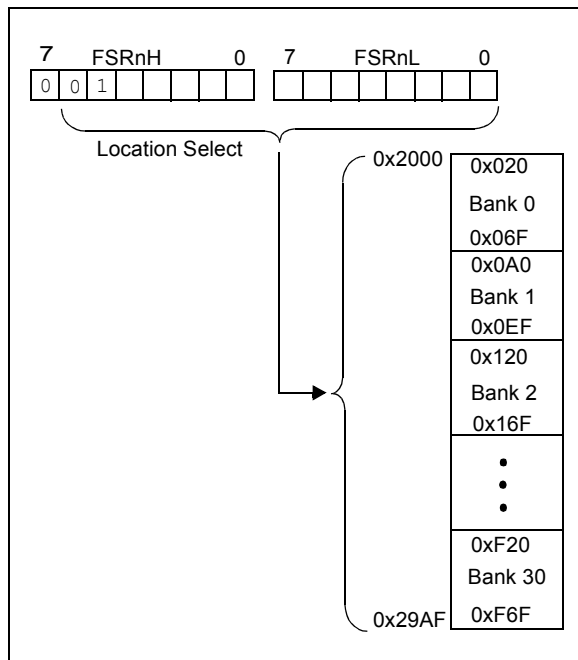 7 FSRnH 0 7 FSRnL 0
0 0 1
Location Select
0x2000
0x020
Bank 0
0x06F
0x0A0
Bank 1
0x0EF
0x120
Bank 2
0x16F
0xF20
Bank 30
0xF6F
0x29AF